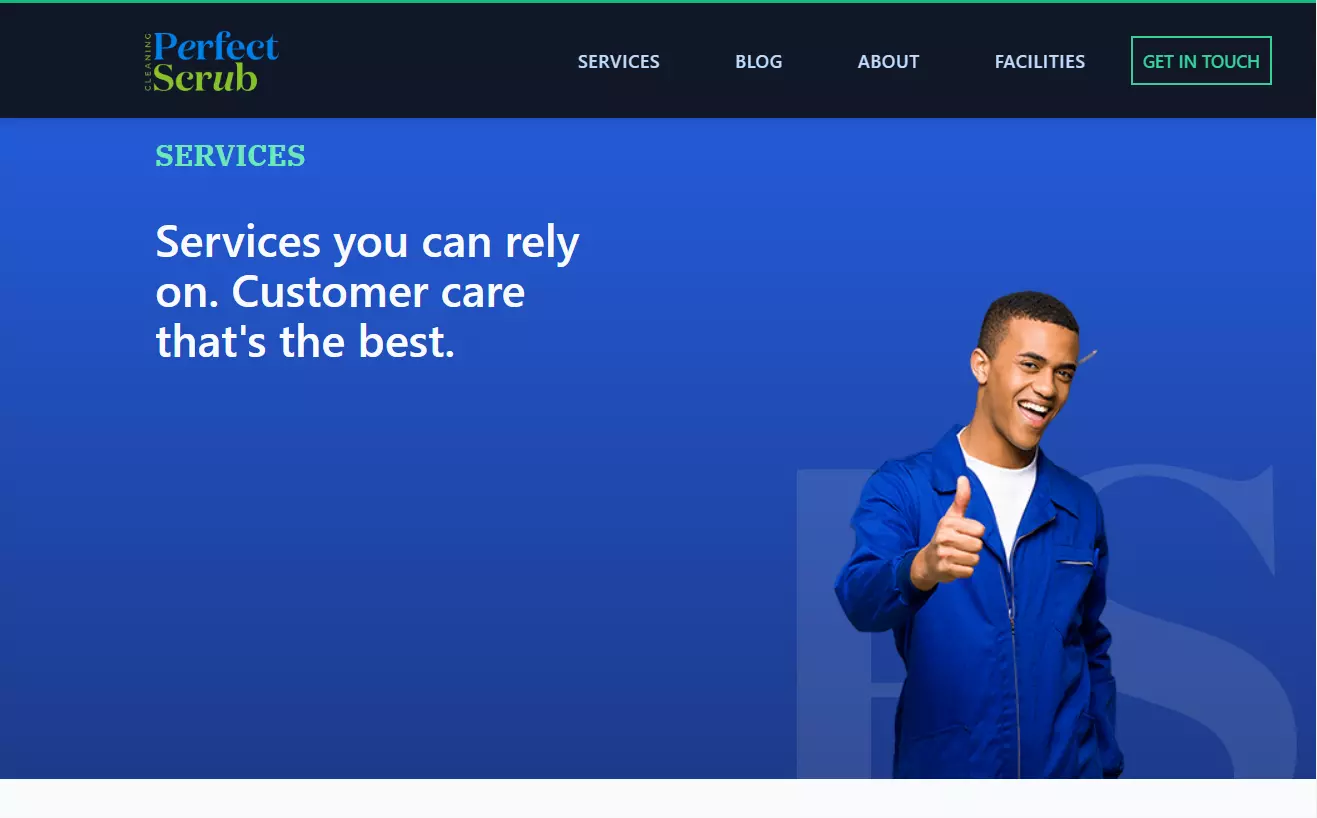 CLEANING
Perfect
Scrub
SERVICES
BLOG
ABOUT
FACILITIES
GET IN TOUCH
SERVICES
Services you can rely
on. Customer care
that's the best.
PS